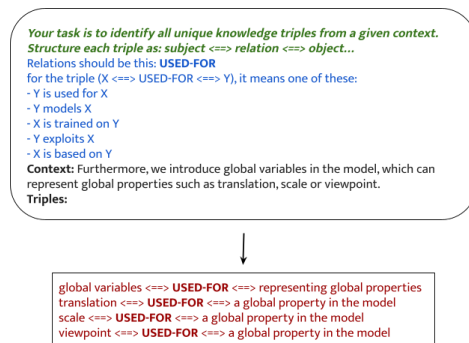 Your task is to identify all unique knowledge triples from a given context.
Structure each triple as: subject <==> relation <==> object...
Relations should be this: USED-FOR
for the triple (X <==> USED-FOR <==> Y), it means one of these:
- Y is used for X
- Y models X
- X is trained on Y
- Y exploits X
- X is based on Y
Context: Furthermore, we introduce global variables in the model, which can
represent global properties such as translation, scale or viewpoint.
Triples:
global variables <==> USED-FOR <==> representing global properties
translation <==> USED-FOR <==> a global property in the model
scale <==> USED-FOR <==> a global property in the model
viewpoint <==> USED-FOR <==> a global property in the model